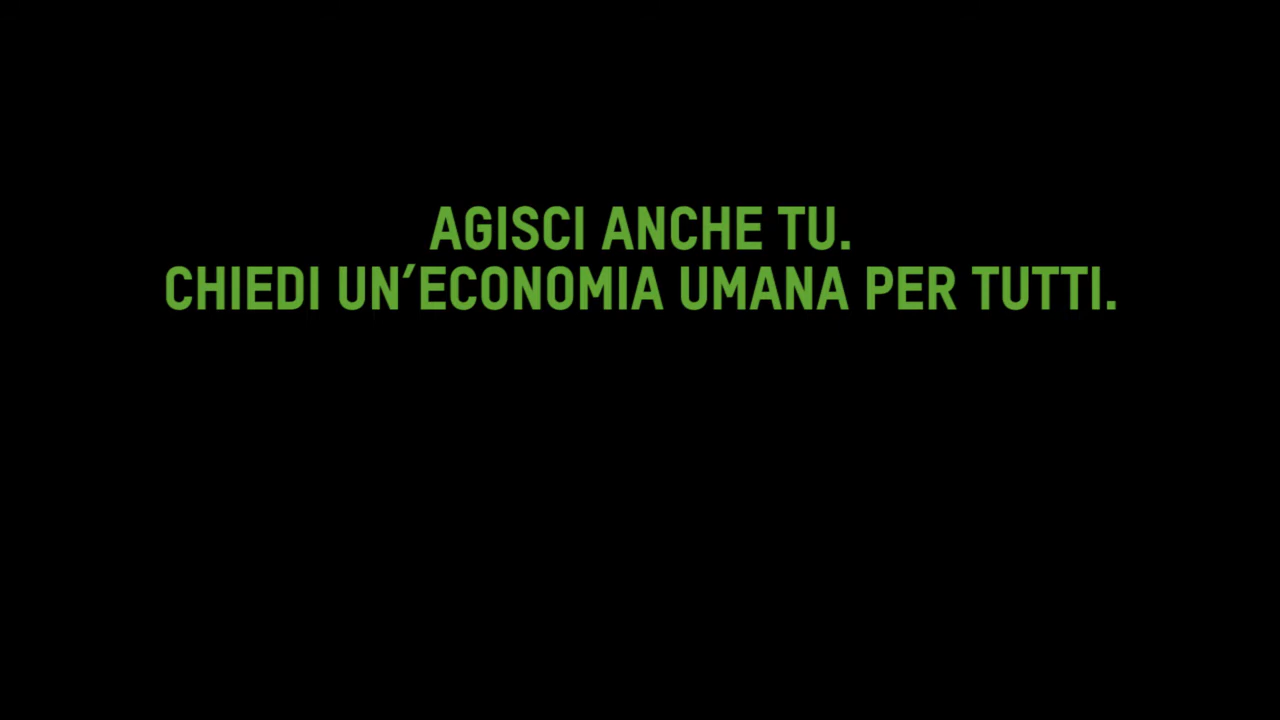 AGISCI ANCHE TU.
CHIEDI UN'ECONOMIA UMANA PER TUTTI.